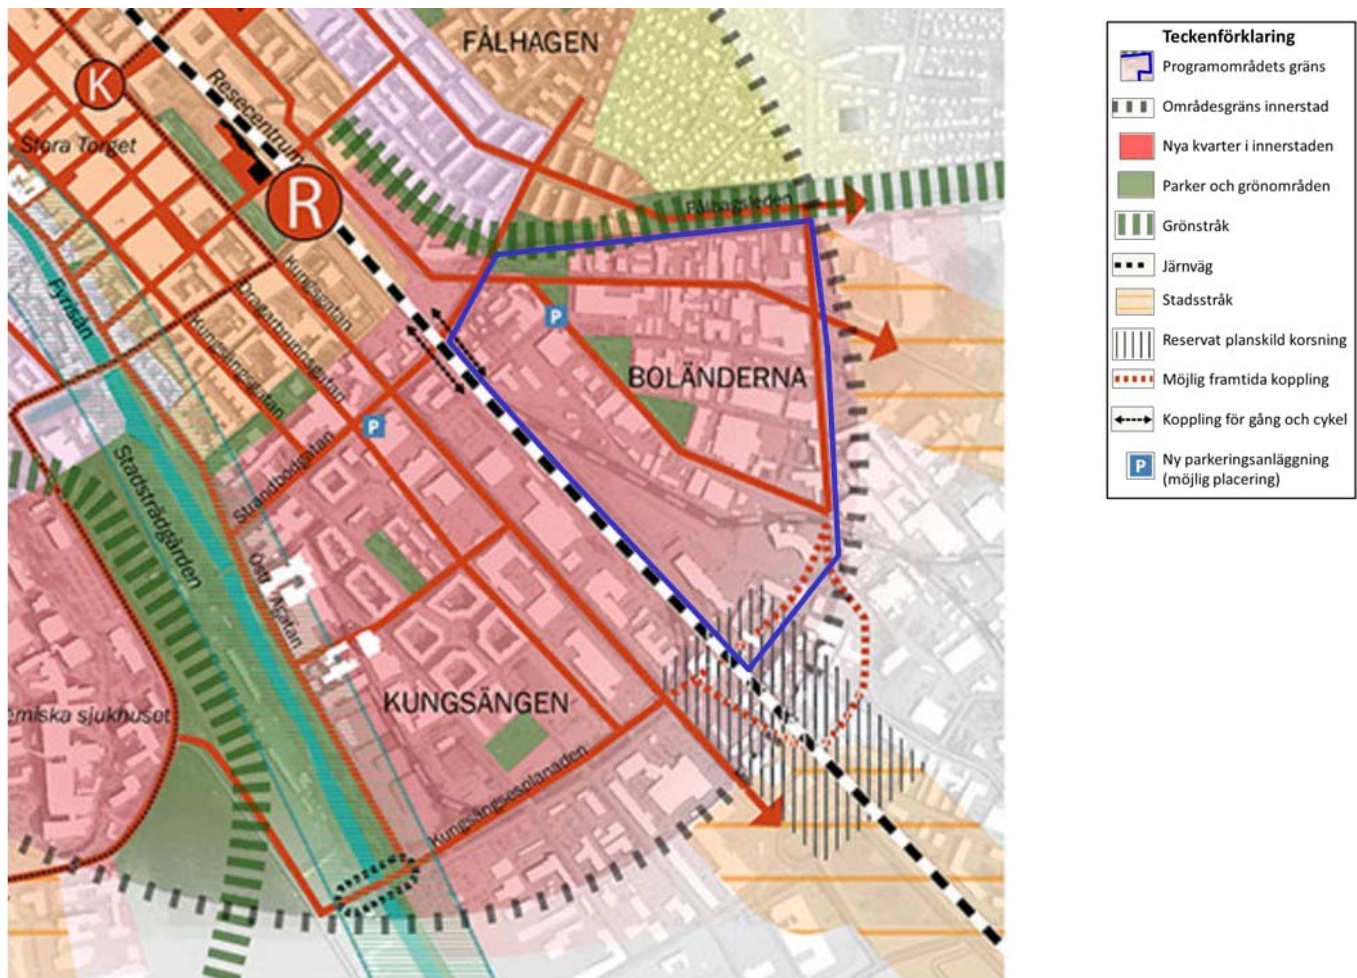 FÅLHAGEN
K
Resecentrum
Stora Torget
R
Fålhagsleden
Fyrisån
Kungsgatan
Dragarbrunnsgatan
Kungsängsgatan
P
BOLÄNDERNA
P
Strandbodgatan
Stadsträdgården
Östr Ågatan
KUNGSÄNGEN
emiska sjukhuset
Kungsängsesplanaden
Teckenförklaring
Programområdets gräns
Områdesgräns innerstad
Nya kvarter i innerstaden
Parker och grönområden
Grönstråk
Järnväg
Stadsstråk
Reservat planskild korsning
Möjlig framtida koppling
Koppling för gång och cykel
P
Ny parkeringsanläggning
(möjlig placering)